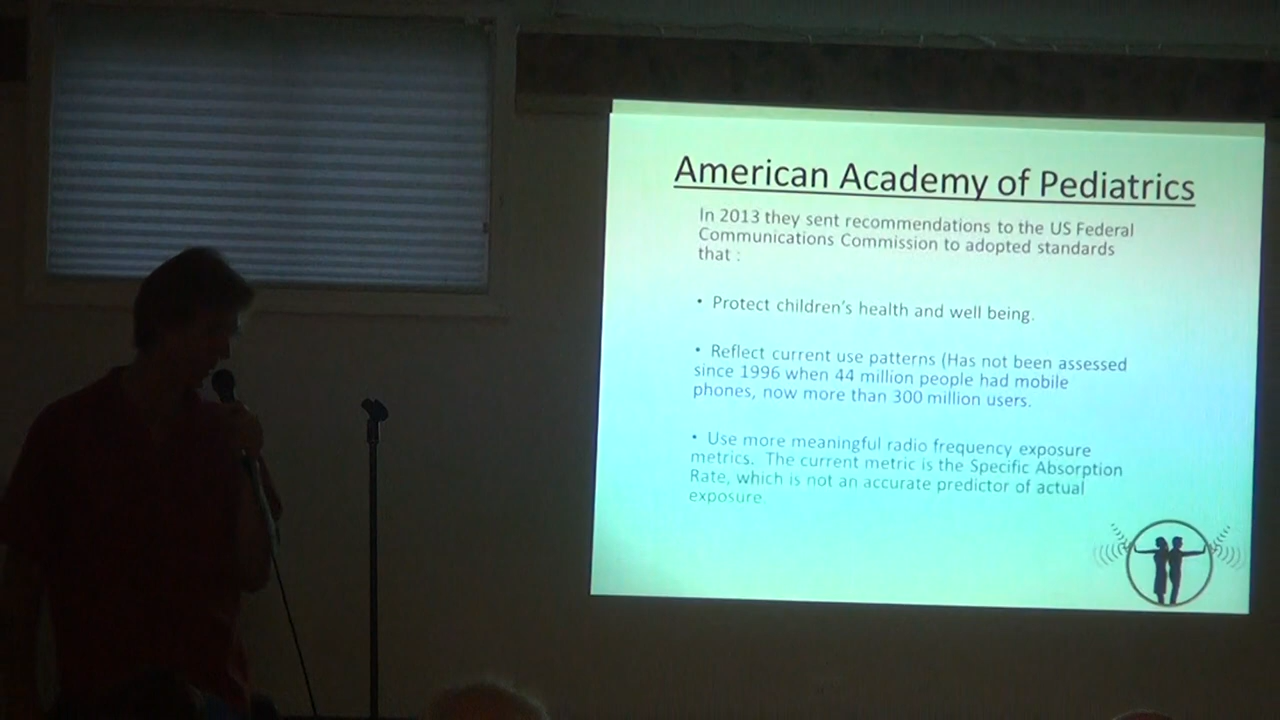 American Academy of Pediatrics
In 2013 they sent recommendations to the US Federal
Communications Commission to adopted standards
that :
• Protect children's health and well being.
• Reflect current use patterns (Has not been assessed
since 1996 when 44 million people had mobile
phones, now more than 300 million users.
• Use more meaningful radio frequency exposure
metrics. The current metric is the Specific Absorption
Rate, which is not an accurate predictor of actual
exposure.